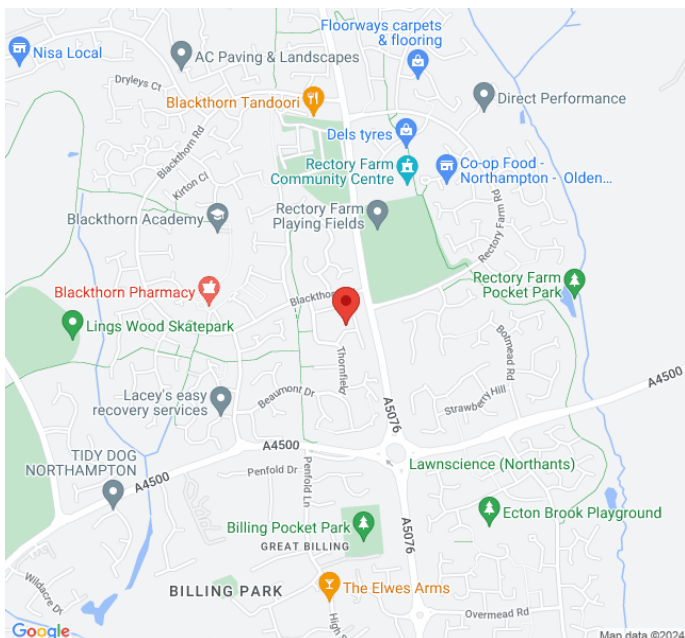 Floorways carpets
& flooring
Nisa Local
AC Paving & Landscapes
Dryleys Ct
Blackthorn Tandoori
Direct Performance
Blackthorn Rd
Dels tyres
Rectory Farm
Community Centre
Co-op Food -
Northampton - Olden...
Kirton Cl
Blackthorn Academy
Rectory Farm
Playing Fields
Rectory Farm Rd
Blackthorn Pharmacy
Rectory Farm
Pocket Park
Lings Wood Skatepark
Thornfield
Botmead Rd
A4500
Lacey's easy
recovery services
Beaumont Dr
Strawberry Hill
A5076
A4500
TIDY DOG
NORTHAMPTON
Penfold Dr
Penfold Ln
Lawnscience (Northants)
A4500
A5076
Billing Pocket Park
Ecton Brook Playground
GREAT BILLING
Wildacre Dr
BILLING PARK
The Elwes Arms
Overmead Rd
Google
Map data ©2024